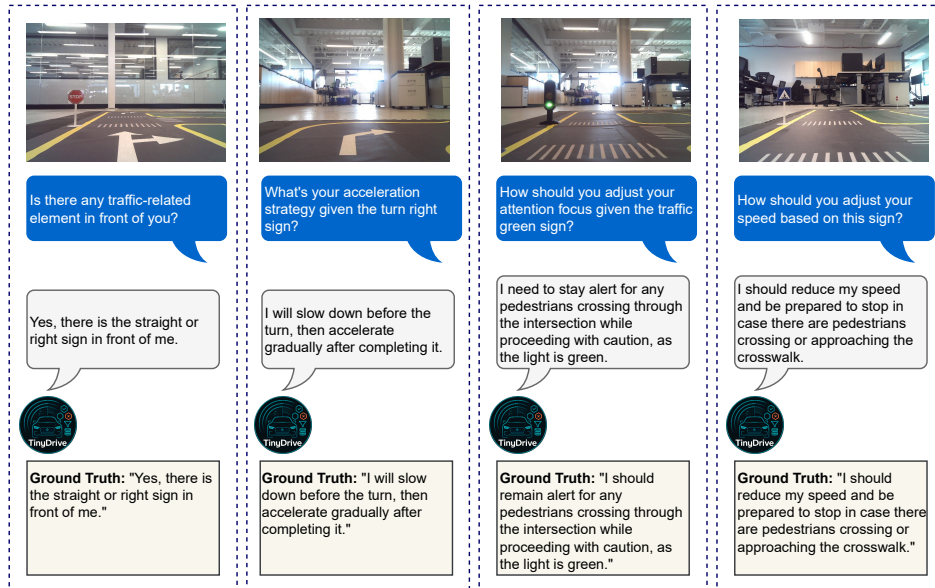 STOP
Is there any traffic-related
element in front of you?
Yes, there is the straight or
right sign in front of me.
TinyDrive
Ground Truth: "Yes, there is
the straight or right sign in
front of me."
What's your acceleration
strategy given the turn right
sign?
I will slow down before the
turn, then accelerate
gradually after completing it.
TinyDrive
Ground Truth: "I will slow
down before the turn, then
accelerate gradually after
completing it."
How should you adjust your
attention focus given the traffic
green sign?
I need to stay alert for any
pedestrians crossing through
the intersection while
proceeding with caution, as
the light is green.
TinyDrive
Ground Truth: "I should
remain alert for any
pedestrians crossing through
the intersection while
proceeding with caution, as
the light is green."
How should you adjust your
speed based on this sign?
I should reduce my speed
and be prepared to stop in
case there are pedestrians
crossing or approaching the
crosswalk.
TinyDrive
Ground Truth: "I should
reduce my speed and be
prepared to stop in case there
are pedestrians crossing or
approaching the crosswalk."